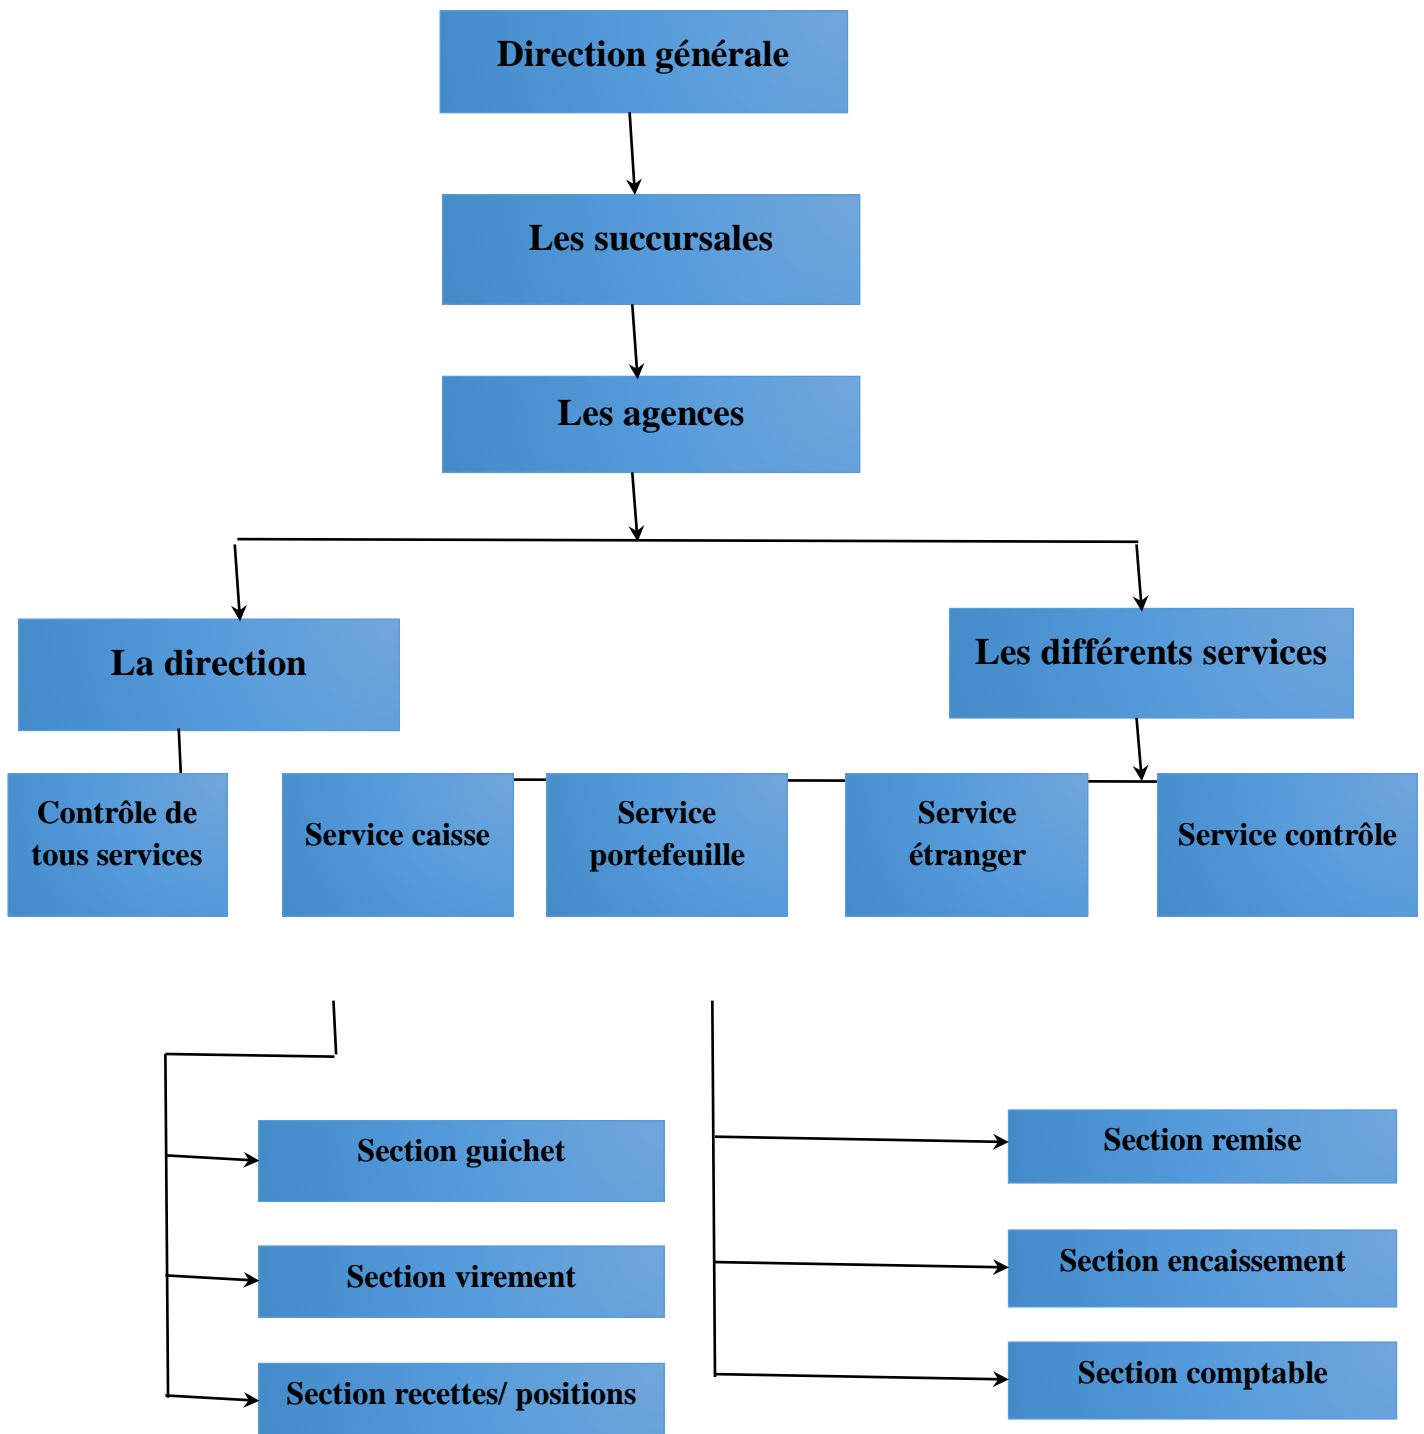 Direction générale
Les succursales
Les agences
La direction
Les différents services
Contrôle de
tous services
Service caisse
Service
portefeuille
Service
étranger
Service contrôle
Section guichet
Section virement
Section recettes/ positions
Section remise
Section encaissement
Section comptable